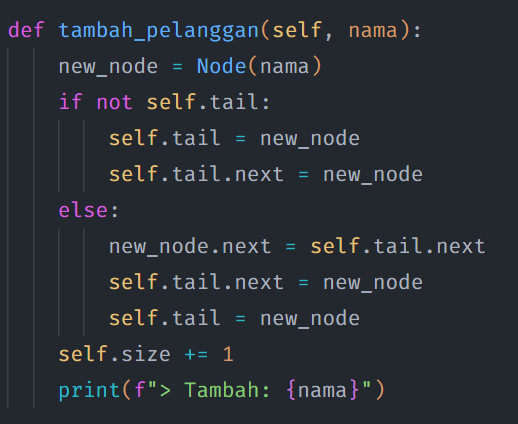 def tambah_pelanggan(self, nama):
    new_node = Node(nama)
    if not self.tail:
        self.tail = new_node
        self.tail.next = new_node
    else:
        new_node.next = self.tail.next
        self.tail.next = new_node
        self.tail = new_node
    self.size += 1
    print(f"> Tambah: {nama}")